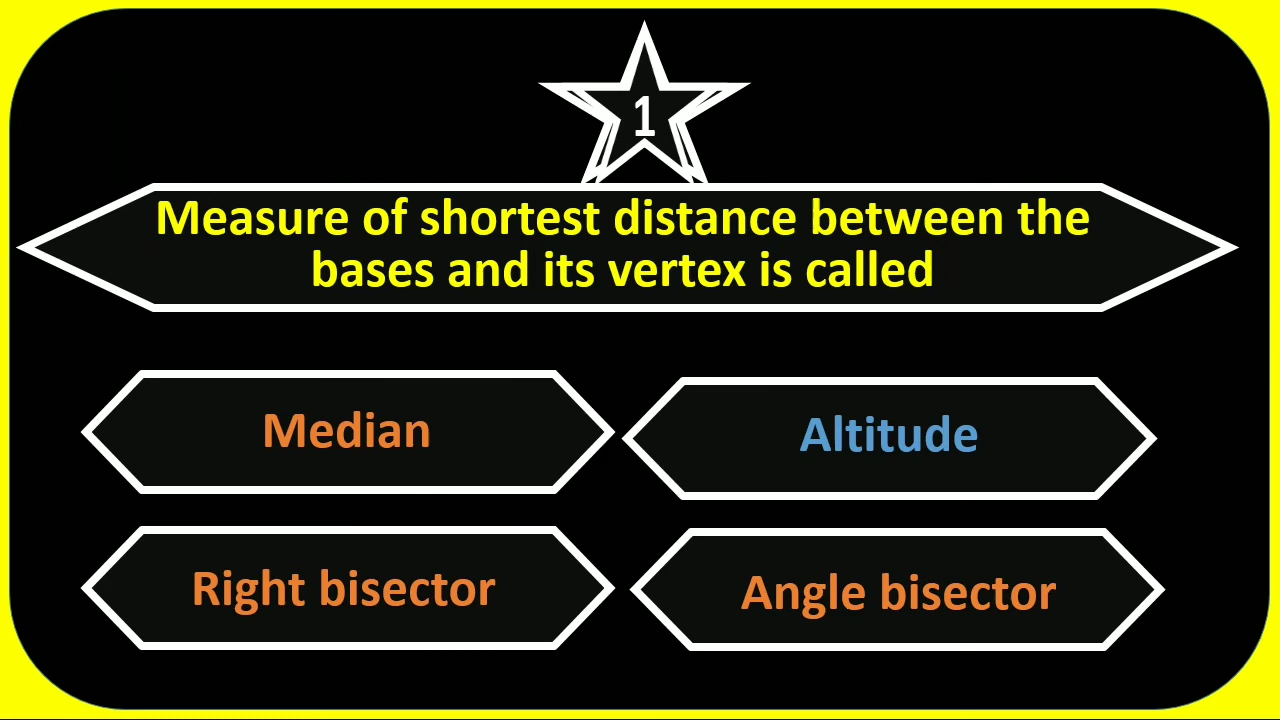 1
Measure of shortest distance between the
bases and its vertex is called
Median
Altitude
Right bisector
Angle bisector